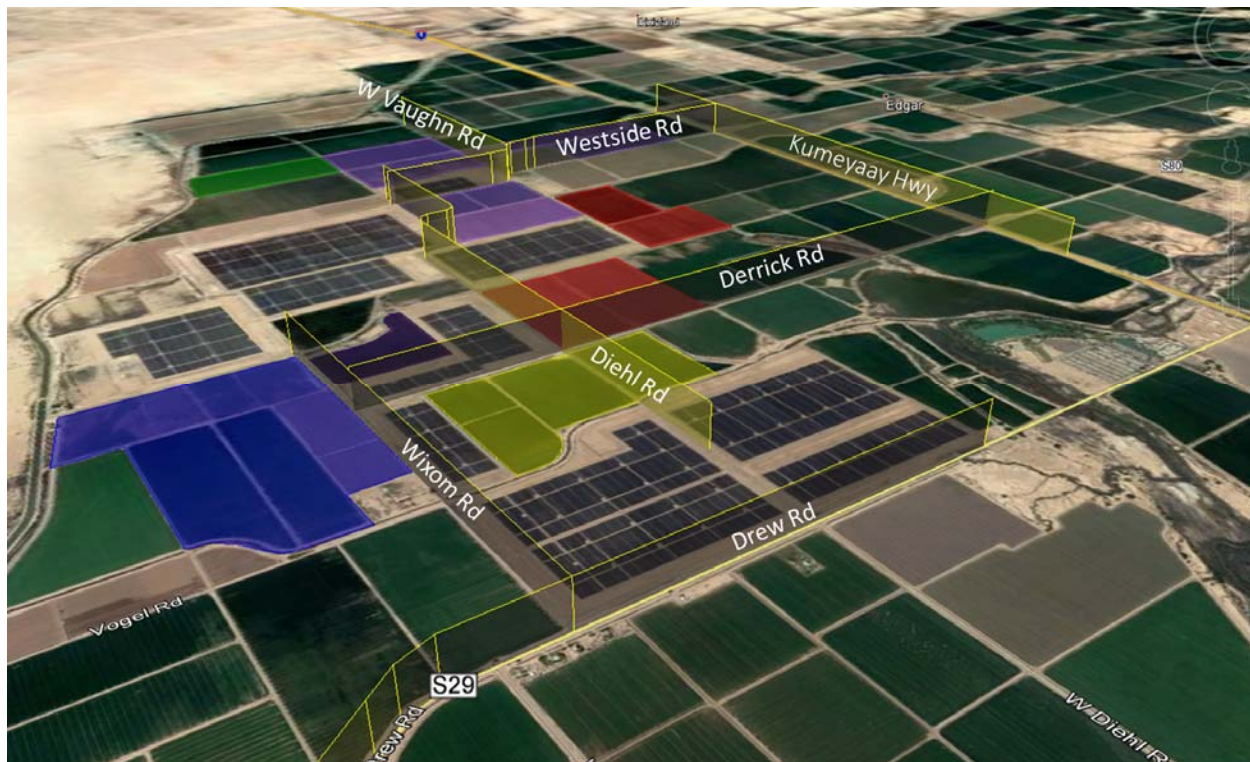 Edgar
W Vaughn Rd
Westside Rd
Kumeyaay Hwy
S80
Derrick Rd
Diehl Rd
Wixom Rd
Drew Rd
Vogel Rd
S29
Drew Rd
W Diehl R